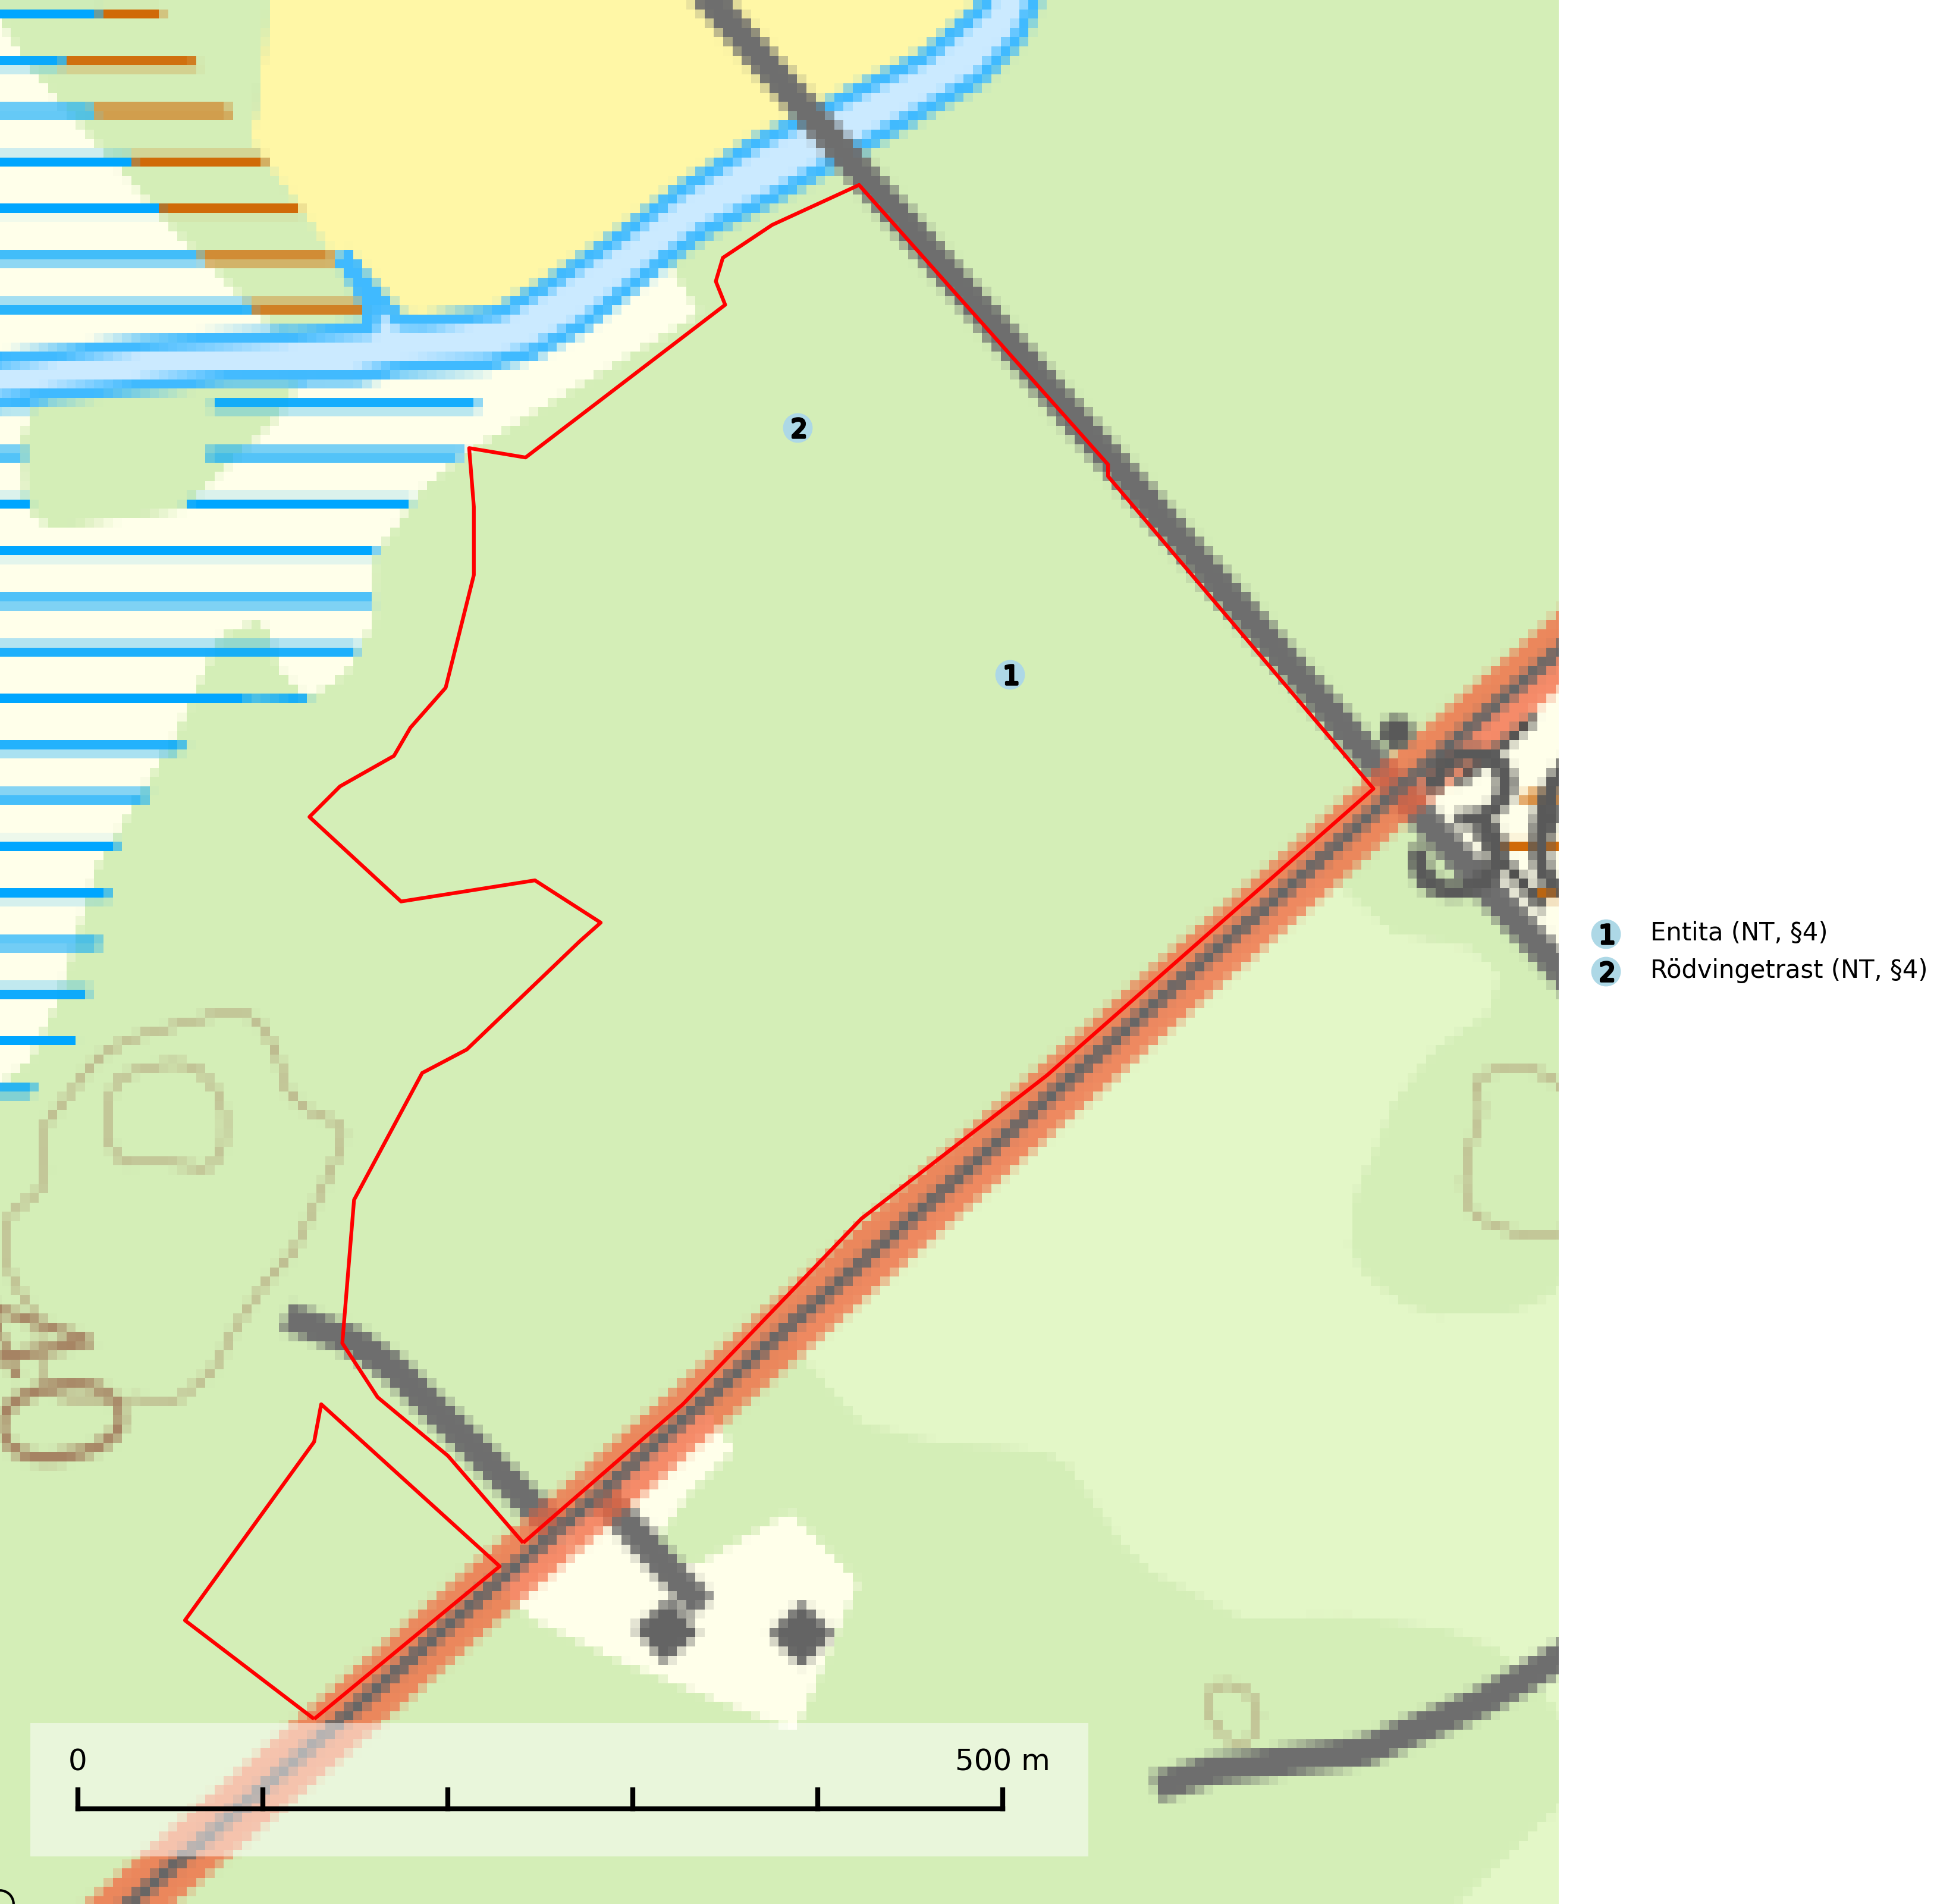 2
1
1 Entita (NT, §4)
2 Rödvingetrast (NT, §4)
0 500 m